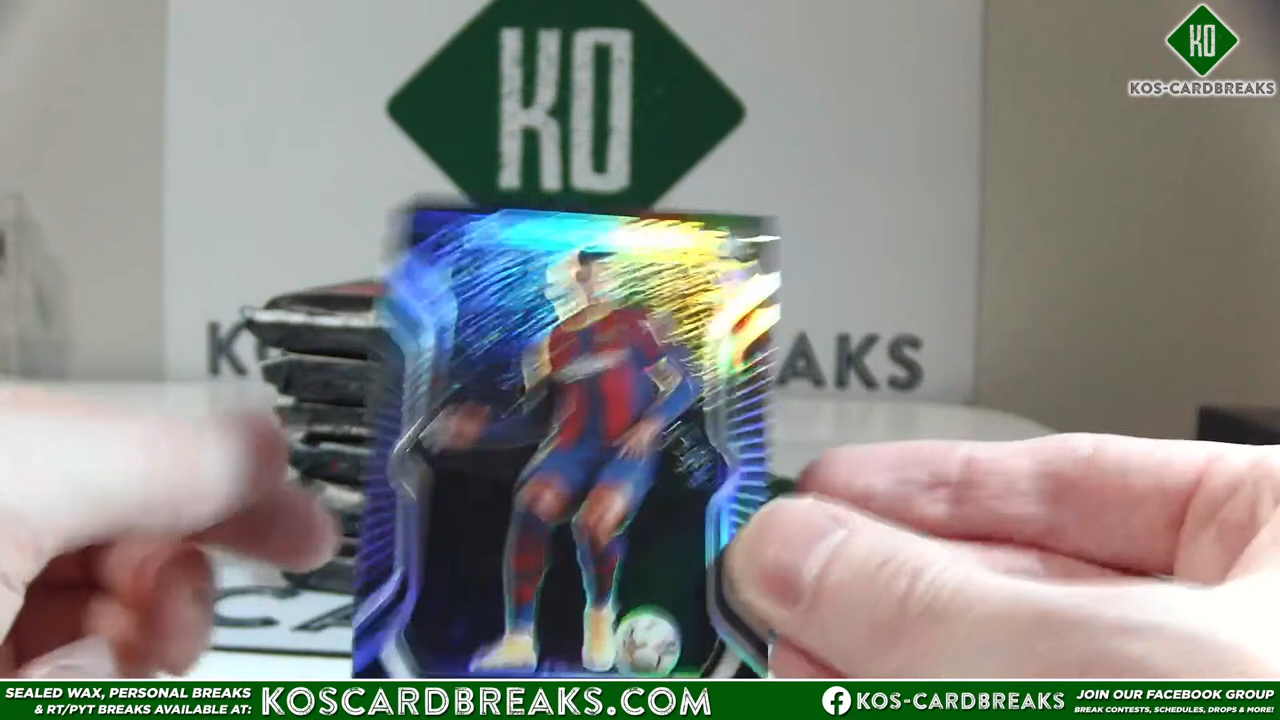 KO
KO
KOS-CARDBREAKS
K
AKS
CA
SEALED WAX, PERSONAL BREAKS
& RT/PYT BREAKS AVAILABLE AT:
KOSCARDBREAKS.COM
KOS-CARDBREAKS
JOIN OUR FACEBOOK GROUP
BREAK CONTESTS, SCHEDULES, DROPS & MORE!